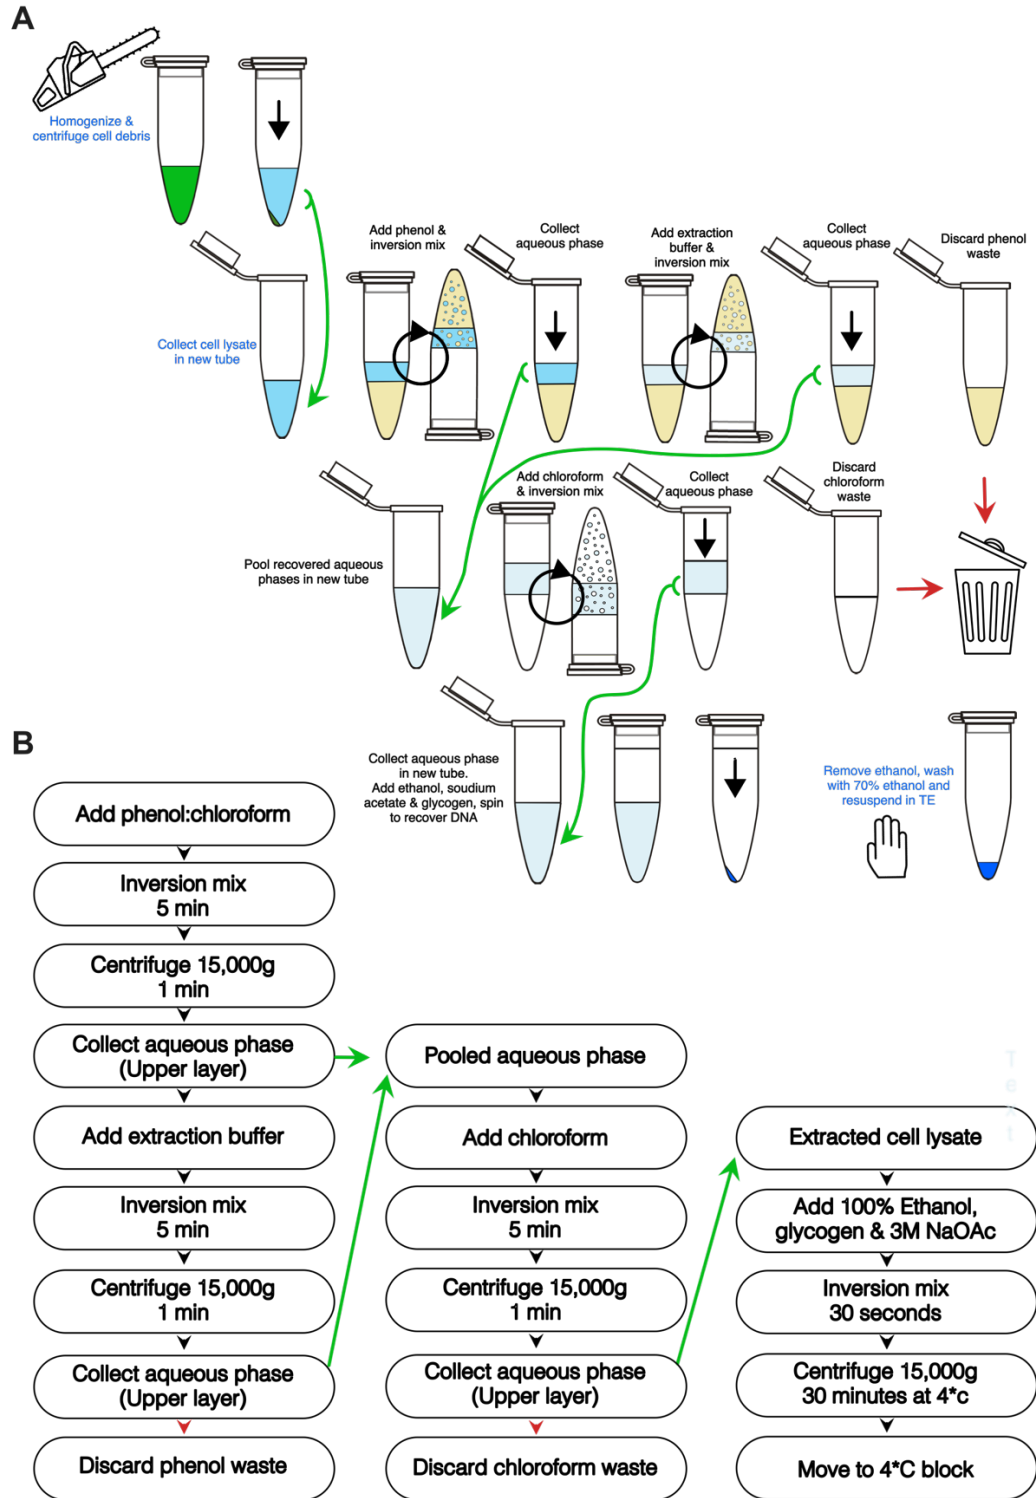 A
Homogenize &
centrifuge cell debris
Collect cell lysate
in new tube
Add phenol &
inversion mix
Collect
aqueous phase
Add extraction
buffer &
inversion mix
Collect
aqueous phase
Discard phenol
waste
Pool recovered aqueous
phases in new tube
Add chloroform
& inversion mix
Collect
aqueous phase
Discard
chloroform
waste
Collect aqueous phase
in new tube.
Add ethanol, soudium
acetate & glycogen, spin
to recover DNA
Remove ethanol, wash
with 70% ethanol and
resuspend in TE
B
Add phenol:chloroform
Inversion mix
5 min
Centrifuge 15,000g
1 min
Collect aqueous phase
(Upper layer)
Add extraction buffer
Inversion mix
5 min
Centrifuge 15,000g
1 min
Collect aqueous phase
(Upper layer)
Discard phenol waste
Pooled aqueous phase
Add chloroform
Inversion mix
5 min
Centrifuge 15,000g
1 min
Collect aqueous phase
(Upper layer)
Discard chloroform waste
T
e
x
t
Extracted cell lysate
Add 100% Ethanol,
glycogen & 3M NaOAc
Inversion mix
30 seconds
Centrifuge 15,000g
30 minutes at 4*c
Move to 4*C block